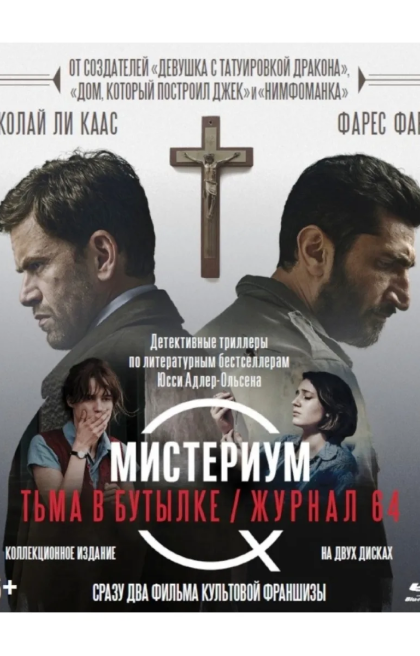 ОТ СОЗДАТЕЛЕЙ «ДЕВУШКА С ТАТУИРОВКОЙ ДРАКОНА»,
«ДОМ, КОТОРЫЙ ПОСТРОИЛ ДЖЕК» И «НИМФОМАНКА»
КОЛАЙ ЛИ КААС
ФАРЕС ФА
Детективные триллеры
по литературным бестселлерам
Юсси Адлер-Ольсена
МИСТЕРИУМ
ТЬМА В БУТЫЛКЕ / ЖУРНАЛ 64
КОЛЛЕКЦИОННОЕ ИЗДАНИЕ
НА ДВУХ ДИСКАХ
СРАЗУ ДВА ФИЛЬМА КУЛЬТОВОЙ ФРАНШИЗЫ